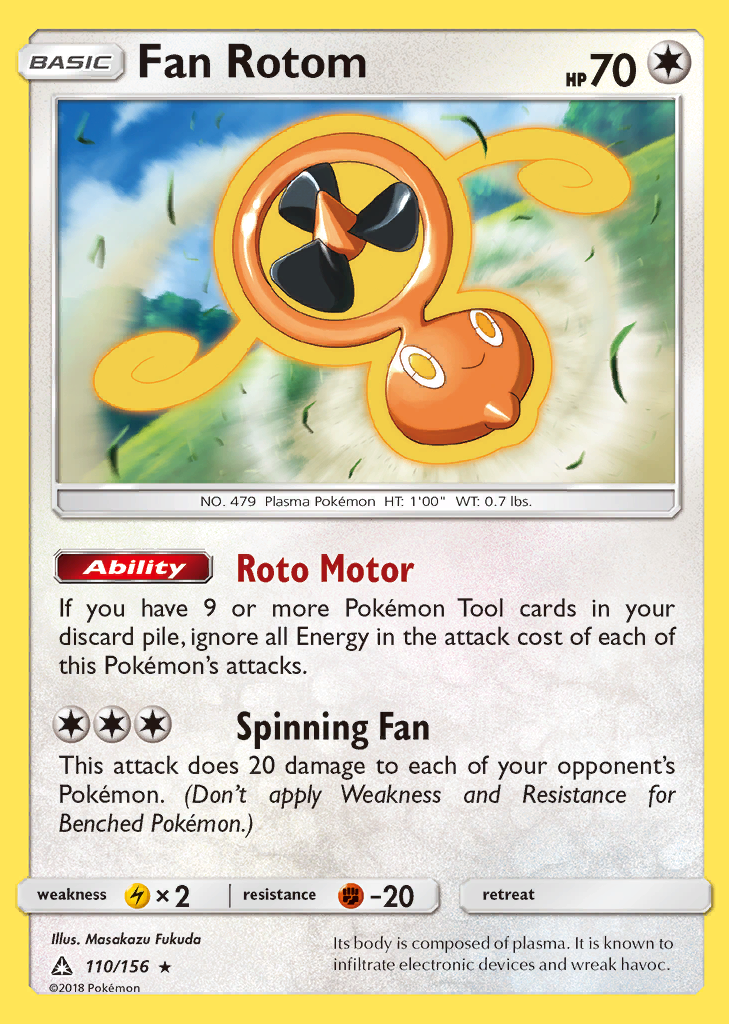 BASIC Fan Rotom HP 70
NO. 479 Plasma Pokémon HT: 1'00" WT: 0.7 lbs.
Ability Roto Motor
If you have 9 or more Pokémon Tool cards in your
discard pile, ignore all Energy in the attack cost of each of
this Pokémon's attacks.
Spinning Fan
This attack does 20 damage to each of your opponent's
Pokémon. (Don't apply Weakness and Resistance for
Benched Pokémon.)
weakness × 2 resistance -20 retreat
Illus. Masakazu Fukuda
110/156 ★
©2018 Pokémon
Its body is composed of plasma. It is known to
infiltrate electronic devices and wreak havoc.